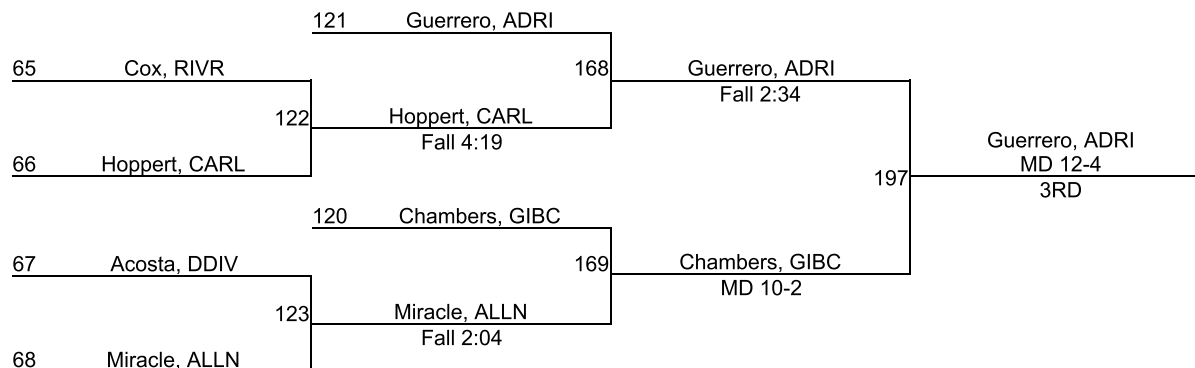 121 Guerrero, ADRI
65 Cox, RIVR
168 Guerrero, ADRI
Fall 2:34
122 Hoppert, CARL
Fall 4:19
Guerrero, ADRI
MD 12-4
66 Hoppert, CARL
197
3RD
120 Chambers, GIBC
67 Acosta, DDIV
169 Chambers, GIBC
MD 10-2
123 Miracle, ALLN
Fall 2:04
68 Miracle, ALLN